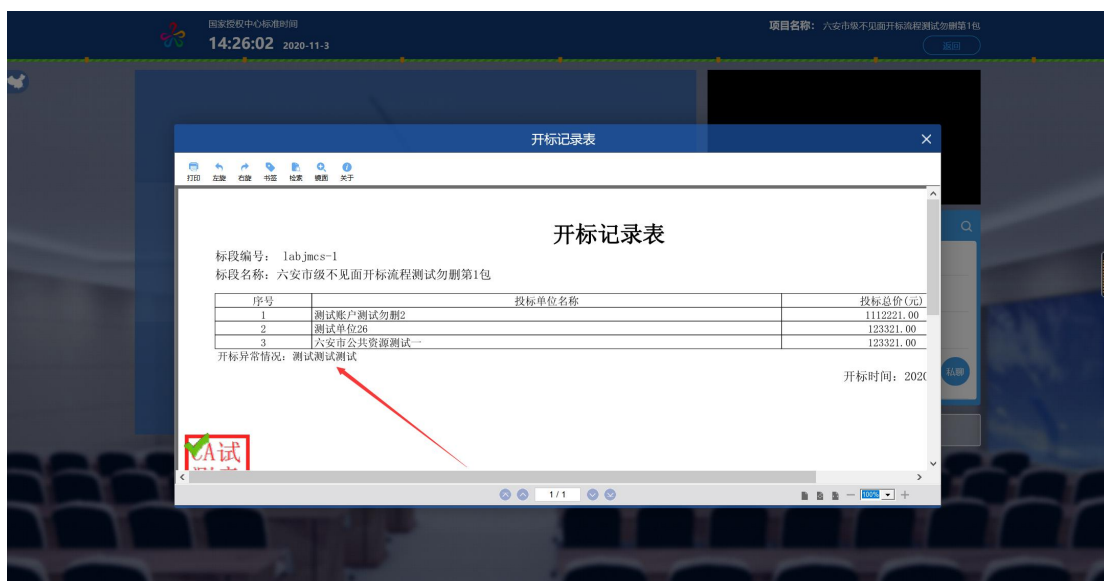 国家授权中心标准时间
14:26:02 2020-11-3
项目名称： 六安市级不见面开标流程测试勿删第1包
返回
开标记录表
打印 左旋 右旋 书签 检索 镜图 关于
开标记录表
标段编号： labjmcs-1
标段名称：六安市级不见面开标流程测试勿删第1包
序号 投标单位名称 投标总价(元)
1 测试账户测试勿删2 1112221.00
2 测试单位26 123321.00
3 六安市公共资源测试一 123321.00
开标异常情况：测试测试测试
开标时间：202
私聊
CA试
1/1
100%